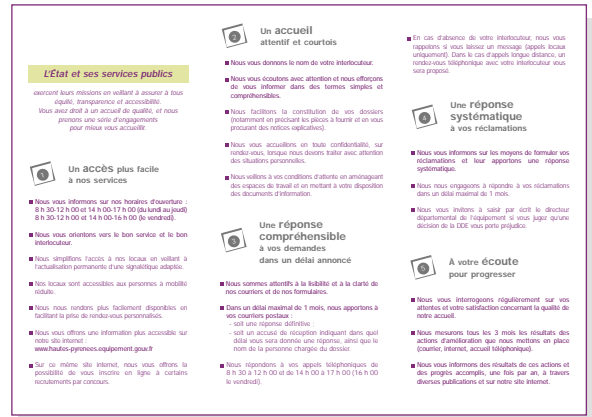 L'État et ses services publics
exercent leurs missions en veillant à assurer à tous
équité, transparence et accessibilité.
Vous avez droit à un accueil de qualité, et nous
prenons une série d'engagements
pour mieux vous accueillir.
1
Un accès plus facile
à nos services
Nous vous informons sur nos horaires d'ouverture :
8 h 30-12 h 00 et 14 h 00-17 h 00 (du lundi au jeudi)
8 h 30-12 h 00 et 14 h 00-16 h 00 (le vendredi).
Nous vous orientons vers le bon service et le bon
interlocuteur.
Nous simplifions l'accès à nos locaux en veillant à
l'actualisation permanente d'une signalétique adaptée.
Nos locaux sont accessibles aux personnes à mobilité
réduite.
Nous nous rendons plus facilement disponibles en
facilitant la prise de rendez-vous personnalisés.
Nous vous offrons une information plus accessible sur
notre site internet :
www.hautes-pyrenees.equipement.gouv.fr
Sur ce même site internet, nous vous offrons la
possibilité de vous inscrire en ligne à certains
recrutements par concours.
2
Un accueil
attentif et courtois
Nous vous donnons le nom de votre interlocuteur.
Nous vous écoutons avec attention et nous efforçons
de vous informer dans des termes simples et
compréhensibles.
Nous facilitons la constitution de vos dossiers
(notamment en précisant les pièces à fournir et en vous
procurant des notices explicatives).
Nous vous accueillons en toute confidentialité, sur
rendez-vous, lorsque nous devons traiter avec attention
des situations personnelles.
Nous veillons à vos conditions d'attente en aménageant
des espaces de travail et en mettant à votre disposition
des documents d'information.
3
Une réponse
compréhensible
à vos demandes
dans un délai annoncé
Nous sommes attentifs à la lisibilité et à la clarté de
nos courriers et de nos formulaires.
Dans un délai maximal de 1 mois, nous apportons à
vos courriers postaux :
- soit une réponse définitive ;
- soit un accusé de réception indiquant dans quel
délai vous sera donnée une réponse, ainsi que le
nom de la personne chargée du dossier.
Nous répondons à vos appels téléphoniques de
8 h 30 à 12 h 00 et de 14 h 00 à 17 h 00 (16 h 00
le vendredi).
En cas d'absence de votre interlocuteur, nous vous
rappelons si vous laissez un message (appels locaux
uniquement). Dans le cas d'appels longue distance, un
rendez-vous téléphonique avec votre interlocuteur vous
sera proposé.
4
Une réponse
systématique
à vos réclamations
Nous vous informons sur les moyens de formuler vos
réclamations et leur apportons une réponse
systématique.
Nous nous engageons à répondre à vos réclamations
dans un délai maximal de 1 mois.
Nous vous invitons à saisir par écrit le directeur
départemental de l'équipement si vous jugez qu'une
décision de la DDE vous porte préjudice.
5
À votre écoute
pour progresser
Nous vous interrogeons régulièrement sur vos
attentes et votre satisfaction concernant la qualité de
notre accueil.
Nous mesurons tous les 3 mois les résultats des
actions d'amélioration que nous mettons en place
(courrier, internet, accueil téléphonique).
Nous vous informons des résultats de ces actions et
des progrès accomplis, une fois par an, à travers
diverses publications et sur notre site internet.